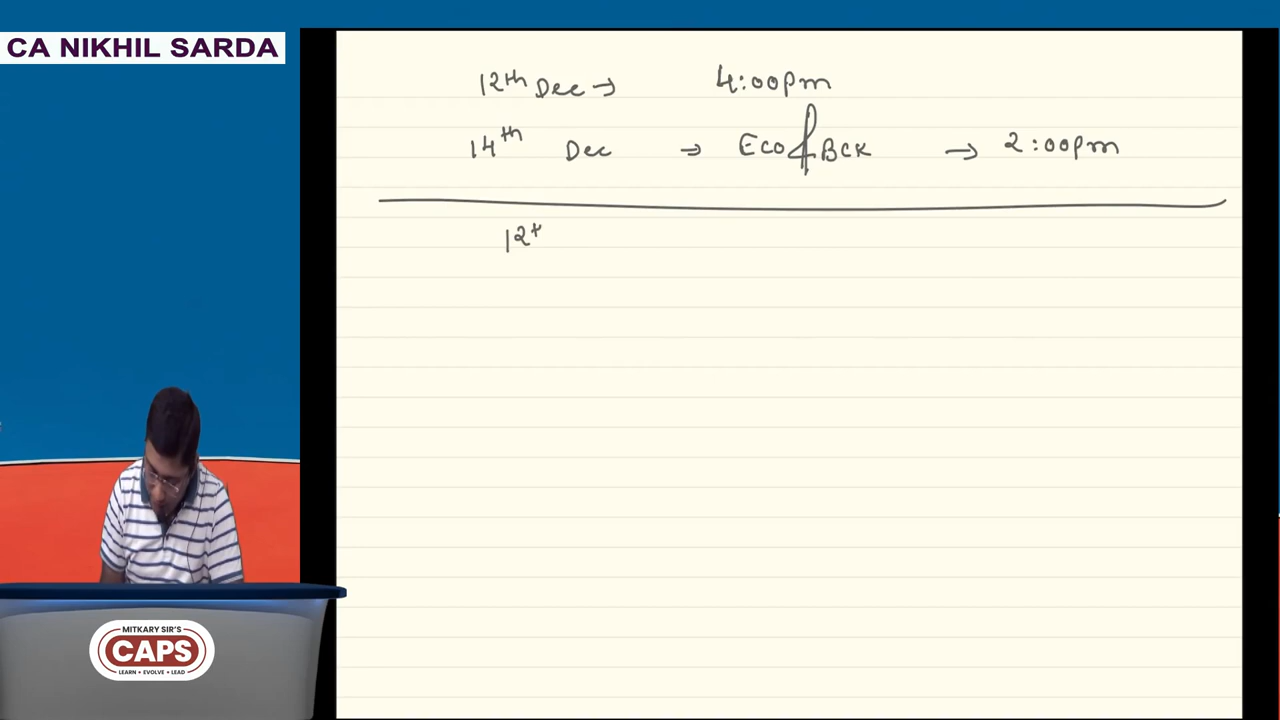 CA NIKHIL SARDA
12th Dec → 4:00pm
14th Dec → Eco & BCK → 2:00pm
12t
MITKARY SIR'S
CAPS
LEARN • EVOLVE • LEAD